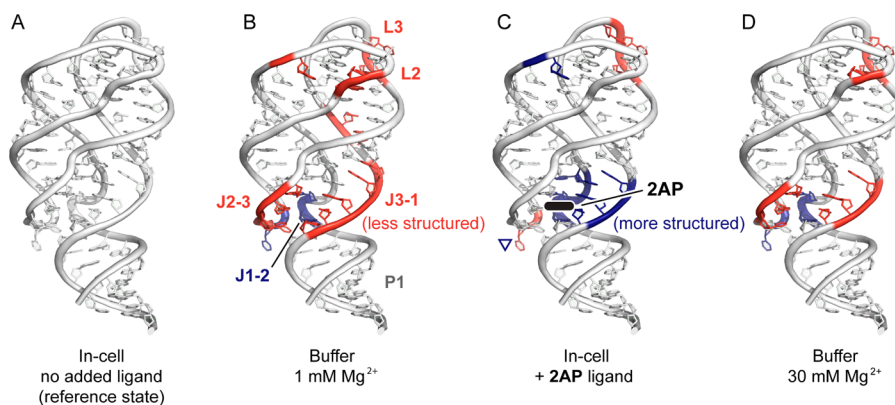 A
B
C
D
L3
L2
J2-3
J3-1
(less structured)
J1-2
P1
2AP
(more structured)
In-cell
no added ligand
(reference state)
Buffer
1 mM Mg²⁺
In-cell
+ 2AP ligand
Buffer
30 mM Mg²⁺